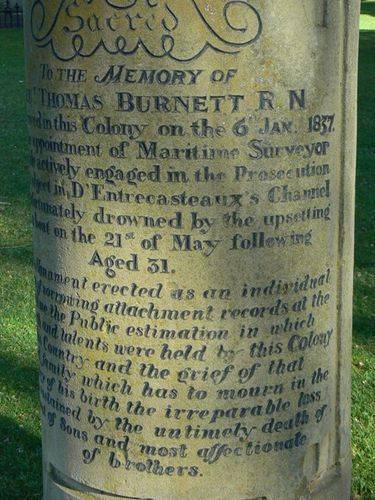 Sacred
To the Memory of
Thomas Burnett R.N
in this Colony on the 6th Jan. 1837.
appointment of Maritime Surveyor
actively engaged in the Prosecution
in, D'Entrecasteaux's Channel
drowned by the upsetting
on the 21st of May following
Aged 31.
erected as an individual
sorrowing attachment records at the
the Public estimation in which
and talents were held by this Colony
Country and the grief of that
family which has to mourn in the
of his birth the irreparable loss
by the untimely death of
of Sons and most affectionate
of brothers.